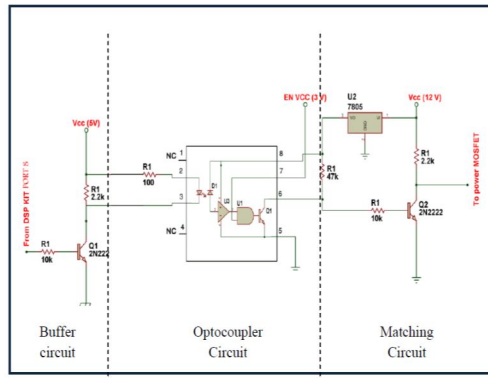 U2
7805
Vcc (12 V)
EN VCC (3 V)
Vcc (5V)
R1
100
NC
1
2
3
NC
4
D1
U3
U1
Q1
8
7
6
5
R1
47k
R1
2.2k
R1
2.2k
From DSP KIT PORT S
R1
10k
Q1
2N222
R1
10k
Q2
2N2222
To power MOSFET
Buffer
circuit
Optocoupler
Circuit
Matching
Circuit